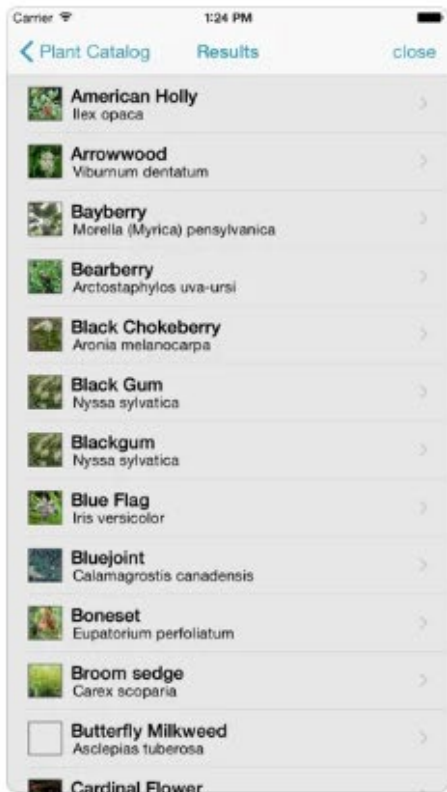 Carrier
1:24 PM
Plant Catalog
Results
close
American Holly
Ilex opaca
Arrowwood
Viburnum dentatum
Bayberry
Morella (Myrica) pensylvanica
Bearberry
Arctostaphylos uva-ursi
Black Chokeberry
Aronia melanocarpa
Black Gum
Nyssa sylvatica
Blackgum
Nyssa sylvatica
Blue Flag
Iris versicolor
Bluejoint
Calamagrostis canadensis
Boneset
Eupatorium perfoliatum
Broom sedge
Carex scoparia
Butterfly Milkweed
Asclepias tuberosa
Cardinal Flower